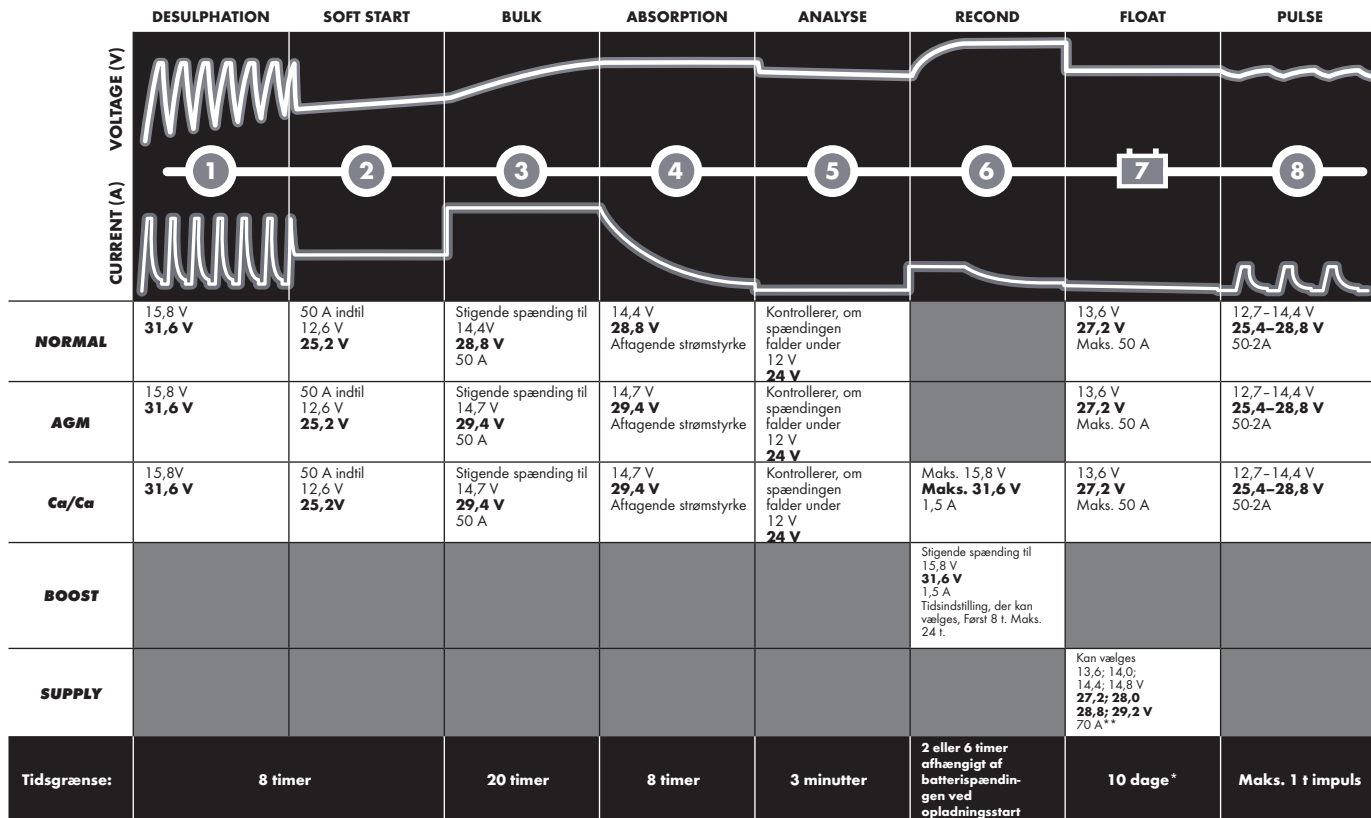 DESULPHATION
SOFT START
BULK
ABSORPTION
ANALYSE
RECOND
FLOAT
PULSE
VOLTAGE (V)
1
2
3
4
5
6
7
8
CURRENT (A)
NORMAL
15,8 V
31,6 V
50 A indtil
12,6 V
25,2 V
Stigende spænding til
14,4V
28,8 V
50 A
14,4 V
28,8 V
Aftagende strømstyrke
Kontrollerer, om
spændingen
falder under
12 V
24 V
13,6 V
27,2 V
Maks. 50 A
12,7–14,4 V
25,4–28,8 V
50-2A
AGM
15,8 V
31,6 V
50 A indtil
12,6 V
25,2 V
Stigende spænding til
14,7 V
29,4 V
50 A
14,7 V
29,4 V
Aftagende strømstyrke
Kontrollerer, om
spændingen
falder under
12 V
24 V
13,6 V
27,2 V
Maks. 50 A
12,7–14,4 V
25,4–28,8 V
50-2A
Ca/Ca
15,8V
31,6 V
50 A indtil
12,6 V
25,2V
Stigende spænding til
14,7 V
29,4 V
50 A
14,7 V
29,4 V
Aftagende strømstyrke
Kontrollerer, om
spændingen
falder under
12 V
24 V
Maks. 15,8 V
Maks. 31,6 V
1,5 A
13,6 V
27,2 V
Maks. 50 A
12,7–14,4 V
25,4–28,8 V
50-2A
BOOST
Stigende spænding til
15,8 V
31,6 V
1,5 A
Tidsindstilling, der kan
vælges, Først 8 t. Maks.
24 t.
SUPPLY
Kan vælges
13,6; 14,0;
14,4; 14,8 V
27,2; 28,0
28,8; 29,2 V
70 A**
Tidsgrænse:
8 timer
20 timer
8 timer
3 minutter
2 eller 6 timer
afhængigt af
batterispændin-
gen ved
opladningsstart
10 dage*
Maks. 1 t impuls